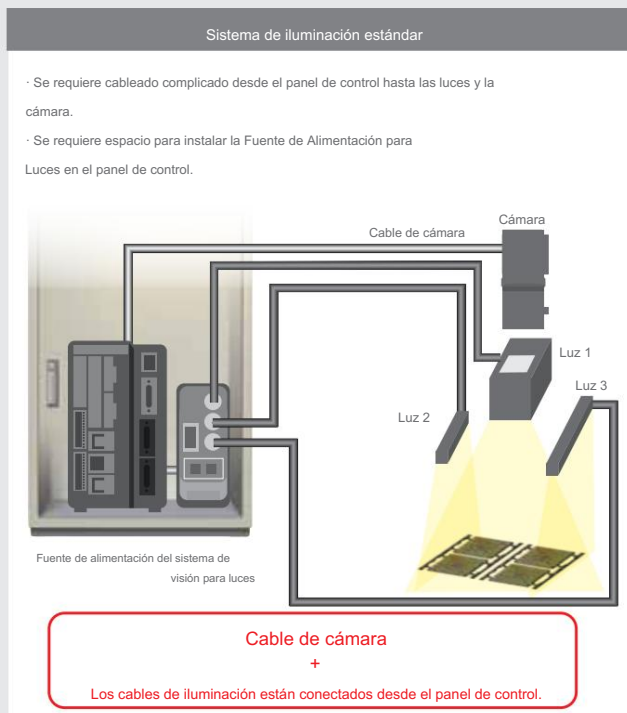 Sistema de iluminación estándar
· Se requiere cableado complicado desde el panel de control hasta las luces y la
cámara.
· Se requiere espacio para instalar la Fuente de Alimentación para
Luces en el panel de control.
Cámara
Cable de cámara
Luz 1
Luz 3
Luz 2
Fuente de alimentación del sistema de
visión para luces
Cable de cámara
+
Los cables de iluminación están conectados desde el panel de control.